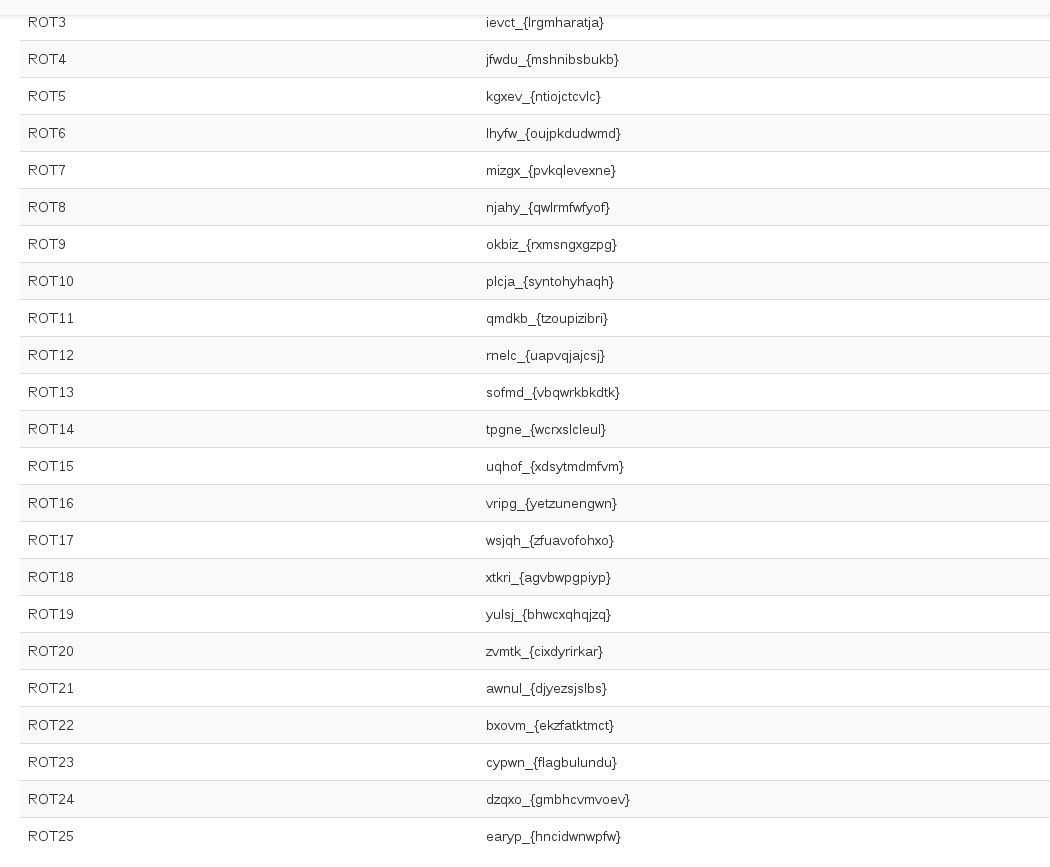 ROT3 ievct_{lrgmharatja}
ROT4 jfwdu_{mshnibsbukb}
ROT5 kgxev_{ntiojctcvlc}
ROT6 lhyfw_{oujpkdudwmd}
ROT7 mizgx_{pvkqlevexne}
ROT8 njahy_{qwlrmfwfyof}
ROT9 okbiz_{rxmsngxgzpg}
ROT10 plcja_{syntohyhaqh}
ROT11 qmdkb_{tzoupizibri}
ROT12 rnelc_{uapvqjajcsj}
ROT13 sofmd_{vbqwrkbkdtk}
ROT14 tpgne_{wcrxslcleul}
ROT15 uqhof_{xdsytmdmfvm}
ROT16 vripg_{yetzunengwn}
ROT17 wsjqh_{zfuavofohxo}
ROT18 xtkri_{agvbwpgpiyp}
ROT19 yulsj_{bhwcxqhqjzq}
ROT20 zvmtk_{cixdyrirkar}
ROT21 awnul_{djyezsjslbs}
ROT22 bxovm_{ekzfatktmct}
ROT23 cypwn_{flagbulundu}
ROT24 dzqxo_{gmbhcvmvoev}
ROT25 earyp_{hncidwnwpfw}